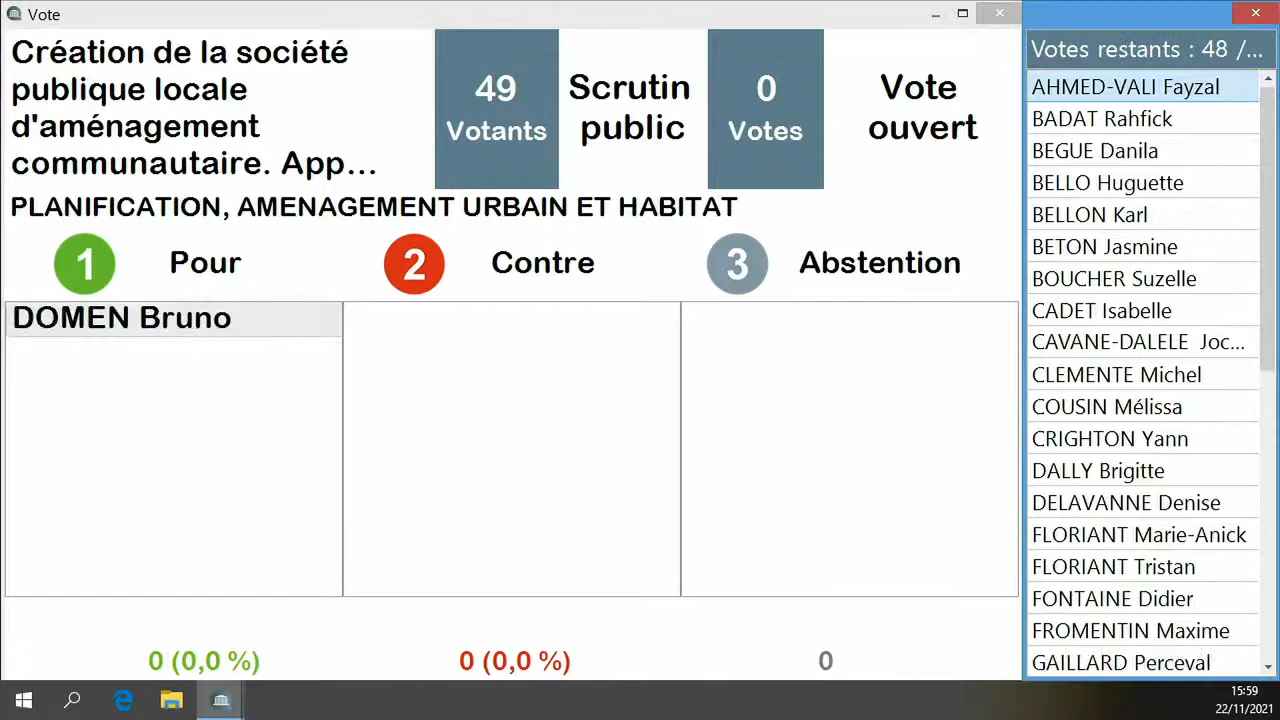 Vote
Création de la société
publique locale
d'aménagement
communautaire. App...
49
Votants
Scrutin
public
0
Votes
Vote
ouvert
PLANIFICATION, AMENAGEMENT URBAIN ET HABITAT
1 Pour
2 Contre
3 Abstention
DOMEN Bruno
0 (0,0 %)
0 (0,0 %)
0
Votes restants : 48 /...
AHMED-VALI Fayzal
BADAT Rahfick
BEGUE Danila
BELLO Huguette
BELLON Karl
BETON Jasmine
BOUCHER Suzelle
CADET Isabelle
CAVANE-DALELE Joc...
CLEMENTE Michel
COUSIN Mélissa
CRIGHTON Yann
DALLY Brigitte
DELAVANNE Denise
FLORIANT Marie-Anick
FLORIANT Tristan
FONTAINE Didier
FROMENTIN Maxime
GAILLARD Perceval
15:59
22/11/2021